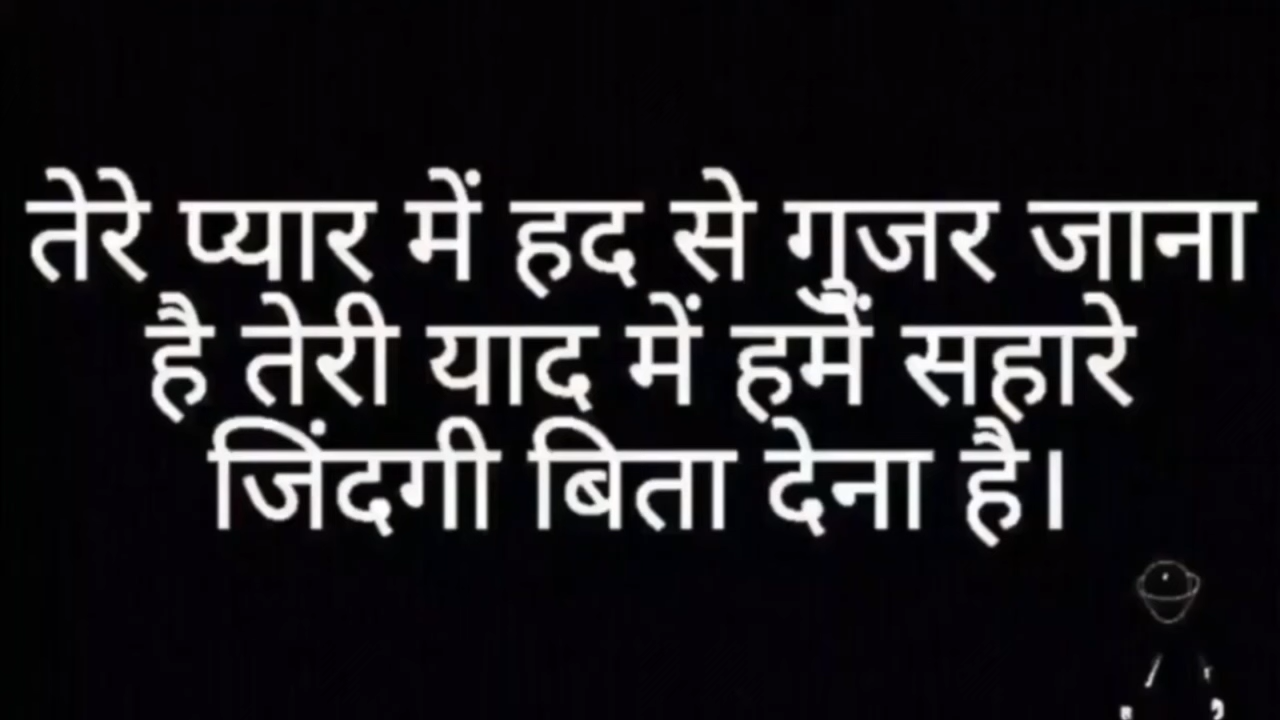 तेरे प्यार में हद से गुजर जाना
है तेरी याद में हमें सहारे
जिंदगी बिता देना है।